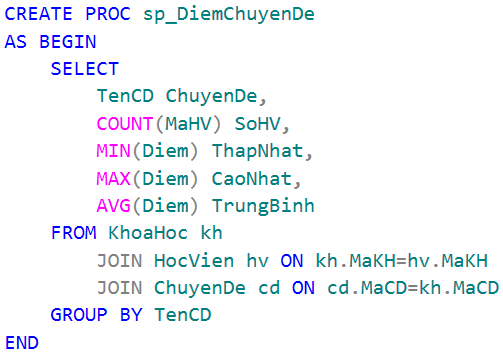 CREATE PROC sp_DiemChuyenDe
AS BEGIN
    SELECT
        TenCD ChuyenDe,
        COUNT(MaHV) SoHV,
        MIN(Diem) ThapNhat,
        MAX(Diem) CaoNhat,
        AVG(Diem) TrungBinh
    FROM KhoaHoc kh
        JOIN HocVien hv ON kh.MaKH=hv.MaKH
        JOIN ChuyenDe cd ON cd.MaCD=kh.MaCD
    GROUP BY TenCD
END